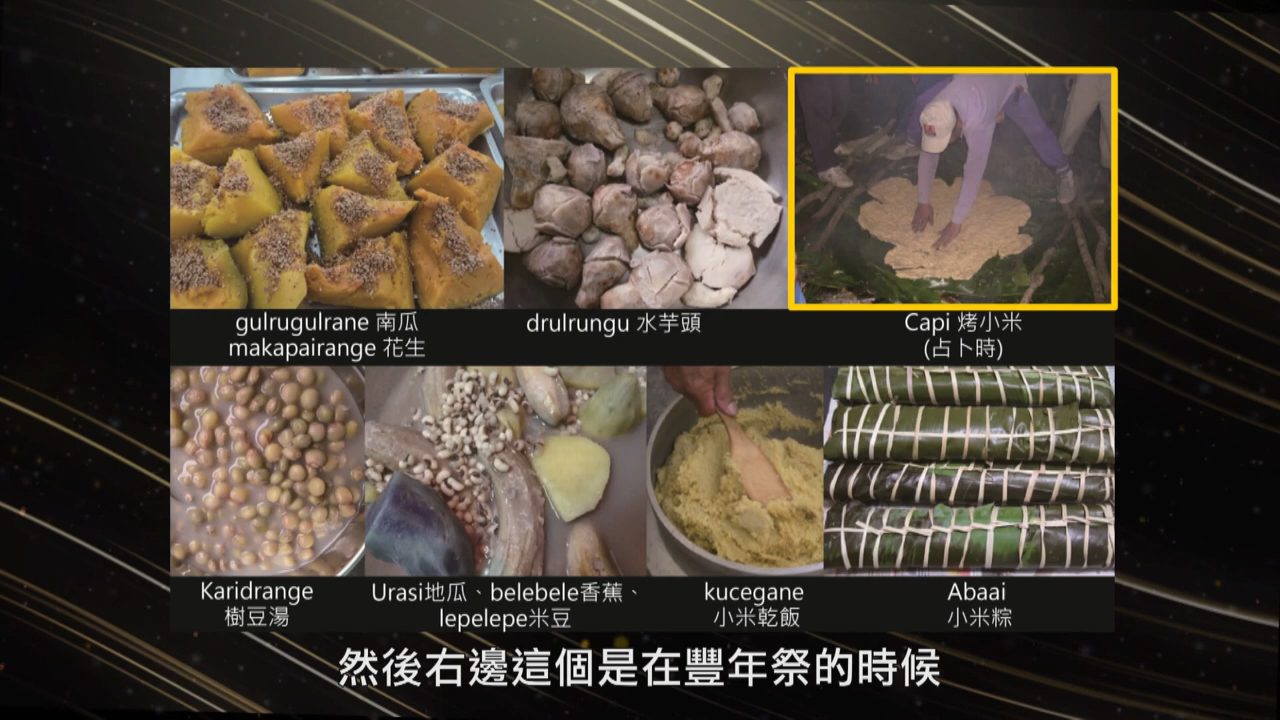 gulrugulrane 南瓜
makapairange 花生
drulrungu 水芋頭
Capi 烤小米
(占卜時)
Karidrange
樹豆湯
Urasi地瓜、belebele香蕉、
lepelepe米豆
kucegane
小米乾飯
Abaai
小米粽
然後右邊這個是在豐年祭的時候